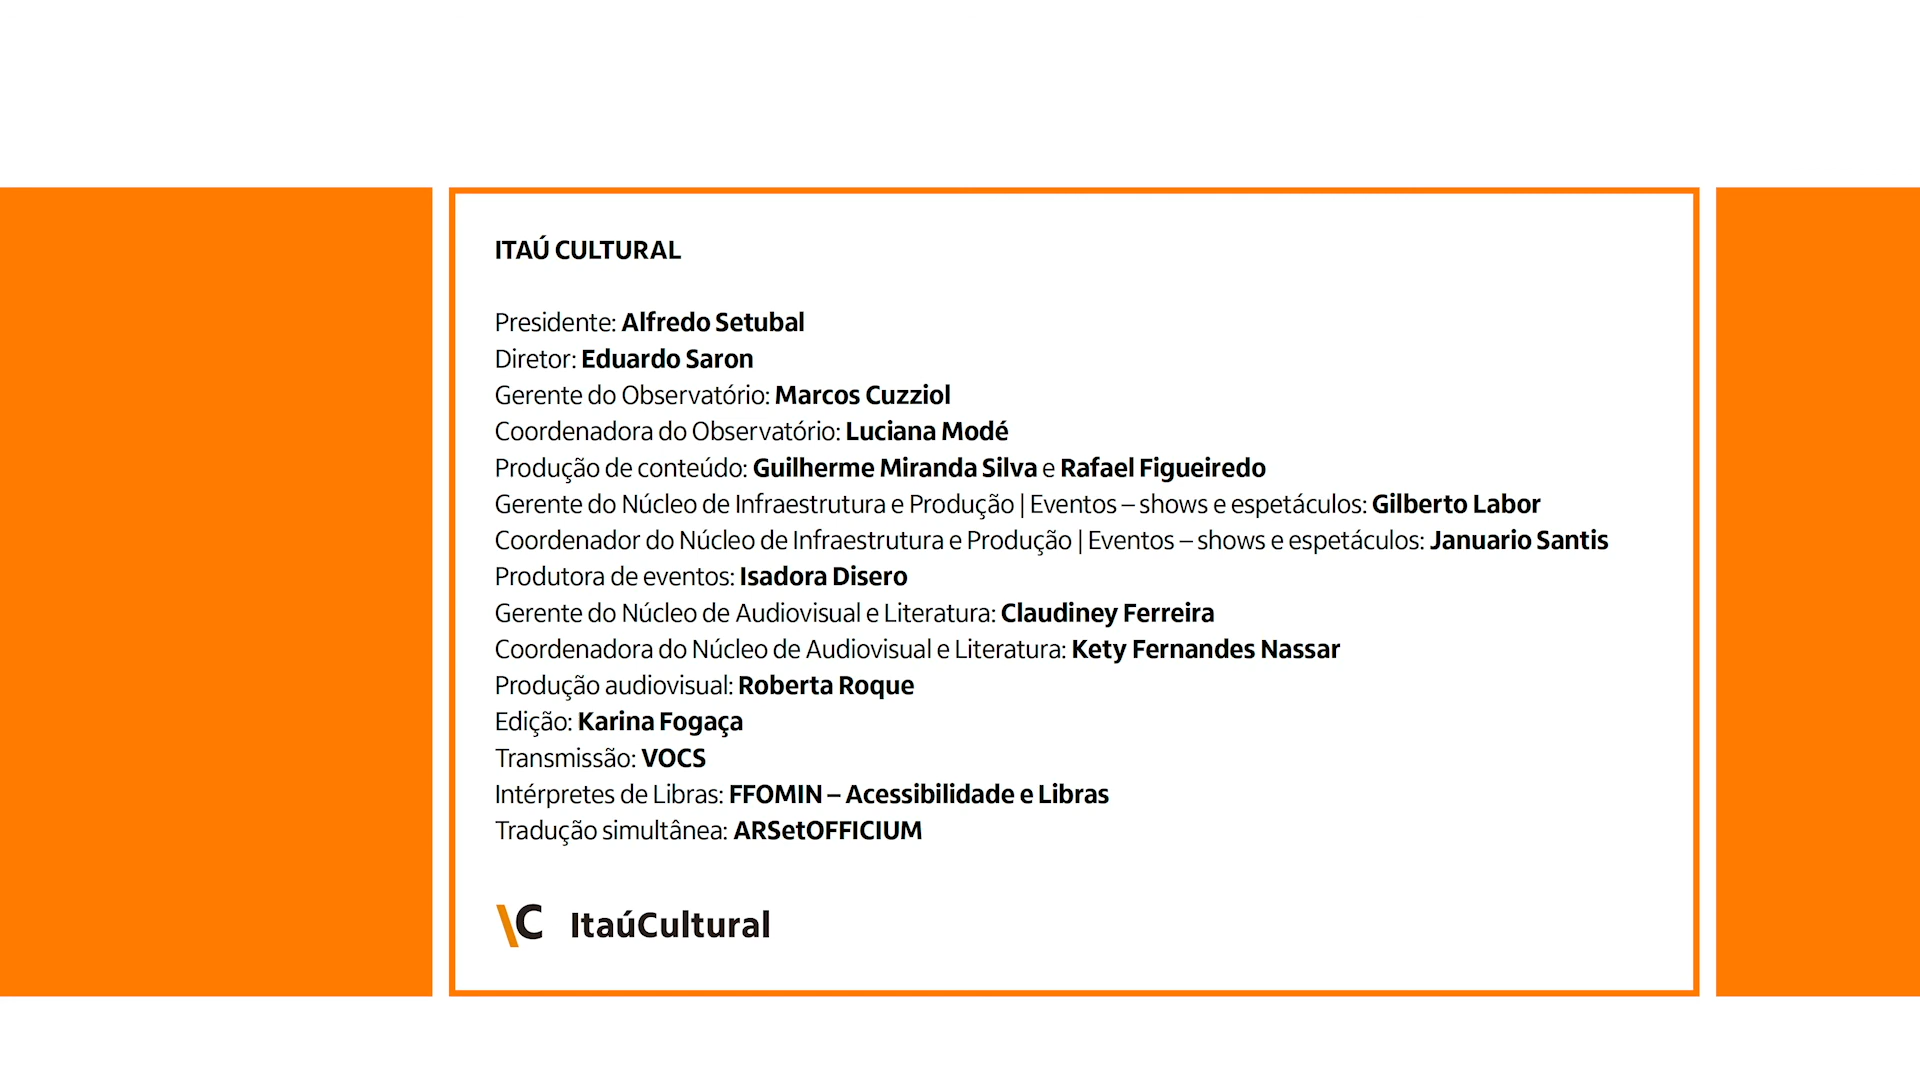 ITAÚ CULTURAL
Presidente: Alfredo Setubal
Diretor: Eduardo Saron
Gerente do Observatório: Marcos Cuzziol
Coordenadora do Observatório: Luciana Modé
Produção de conteúdo: Guilherme Miranda Silva e Rafael Figueiredo
Gerente do Núcleo de Infraestrutura e Produção | Eventos – shows e espetáculos: Gilberto Labor
Coordenador do Núcleo de Infraestrutura e Produção | Eventos – shows e espetáculos: Januario Santis
Produtora de eventos: Isadora Disero
Gerente do Núcleo de Audiovisual e Literatura: Claudiney Ferreira
Coordenadora do Núcleo de Audiovisual e Literatura: Kety Fernandes Nassar
Produção audiovisual: Roberta Roque
Edição: Karina Fogaça
Transmissão: VOCS
Intérpretes de Libras: FFOMIN – Acessibilidade e Libras
Tradução simultânea: ARSetOFFICIUM
\C ItaúCultural